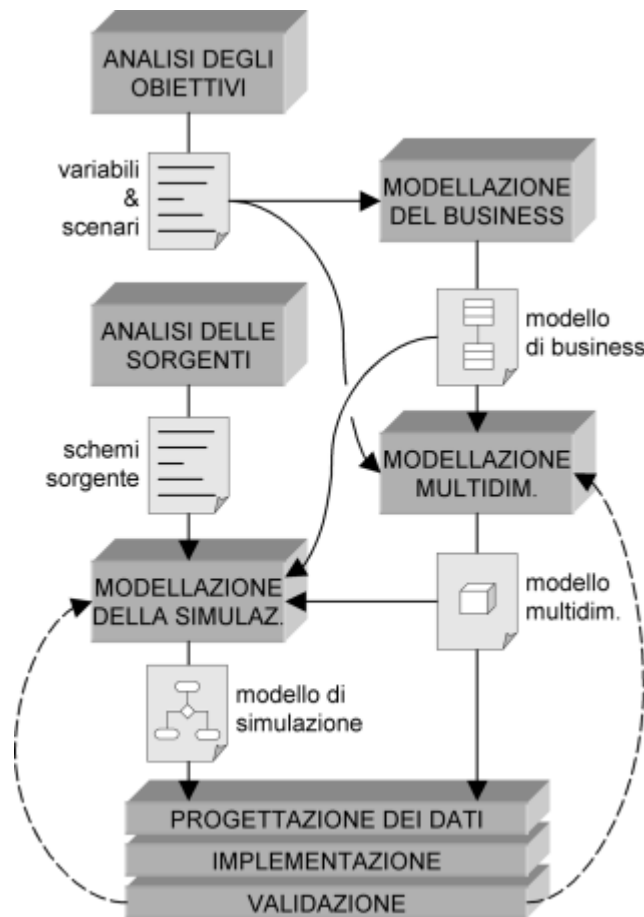 ANALISI DEGLI
OBIETTIVI
variabili
&
scenari
MODELLAZIONE
DEL BUSINESS
modello
di business
ANALISI DELLE
SORGENTI
schemi
sorgente
MODELLAZIONE
MULTIDIM.
modello
multidim.
MODELLAZIONE
DELLA SIMULAZ.
modello di
simulazione
PROGETTAZIONE DEI DATI
IMPLEMENTAZIONE
VALIDAZIONE